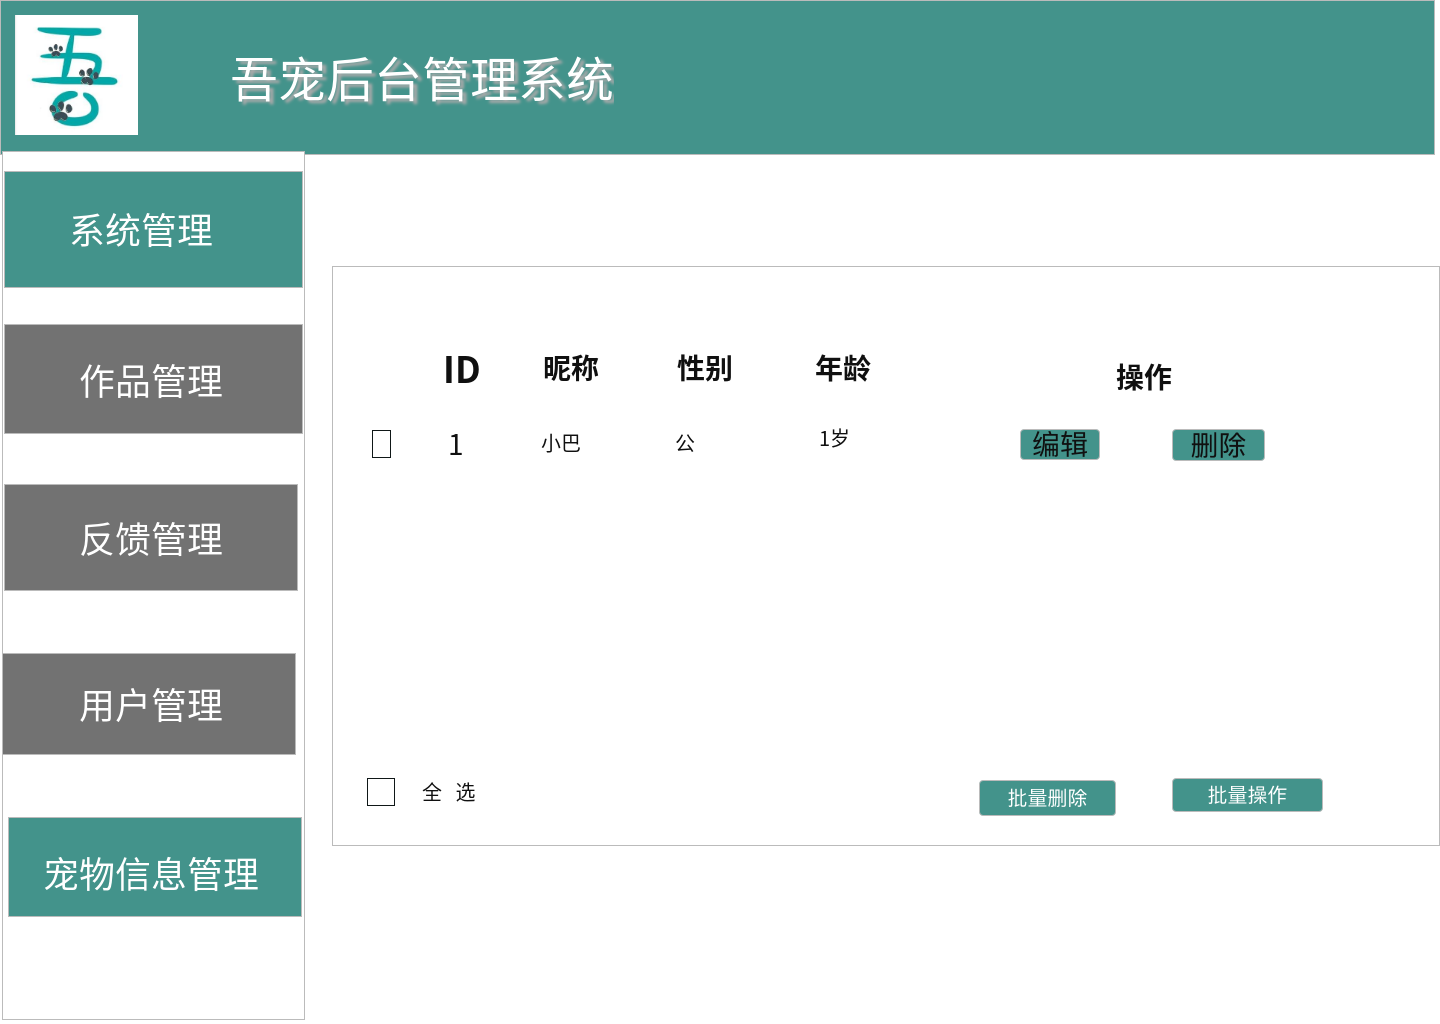 吾
吾宠后台管理系统
系统管理
作品管理
反馈管理
用户管理
宠物信息管理
ID 昵称 性别 年龄 操作
1 小巴 公 1岁 编辑 删除
全 选 批量删除 批量操作